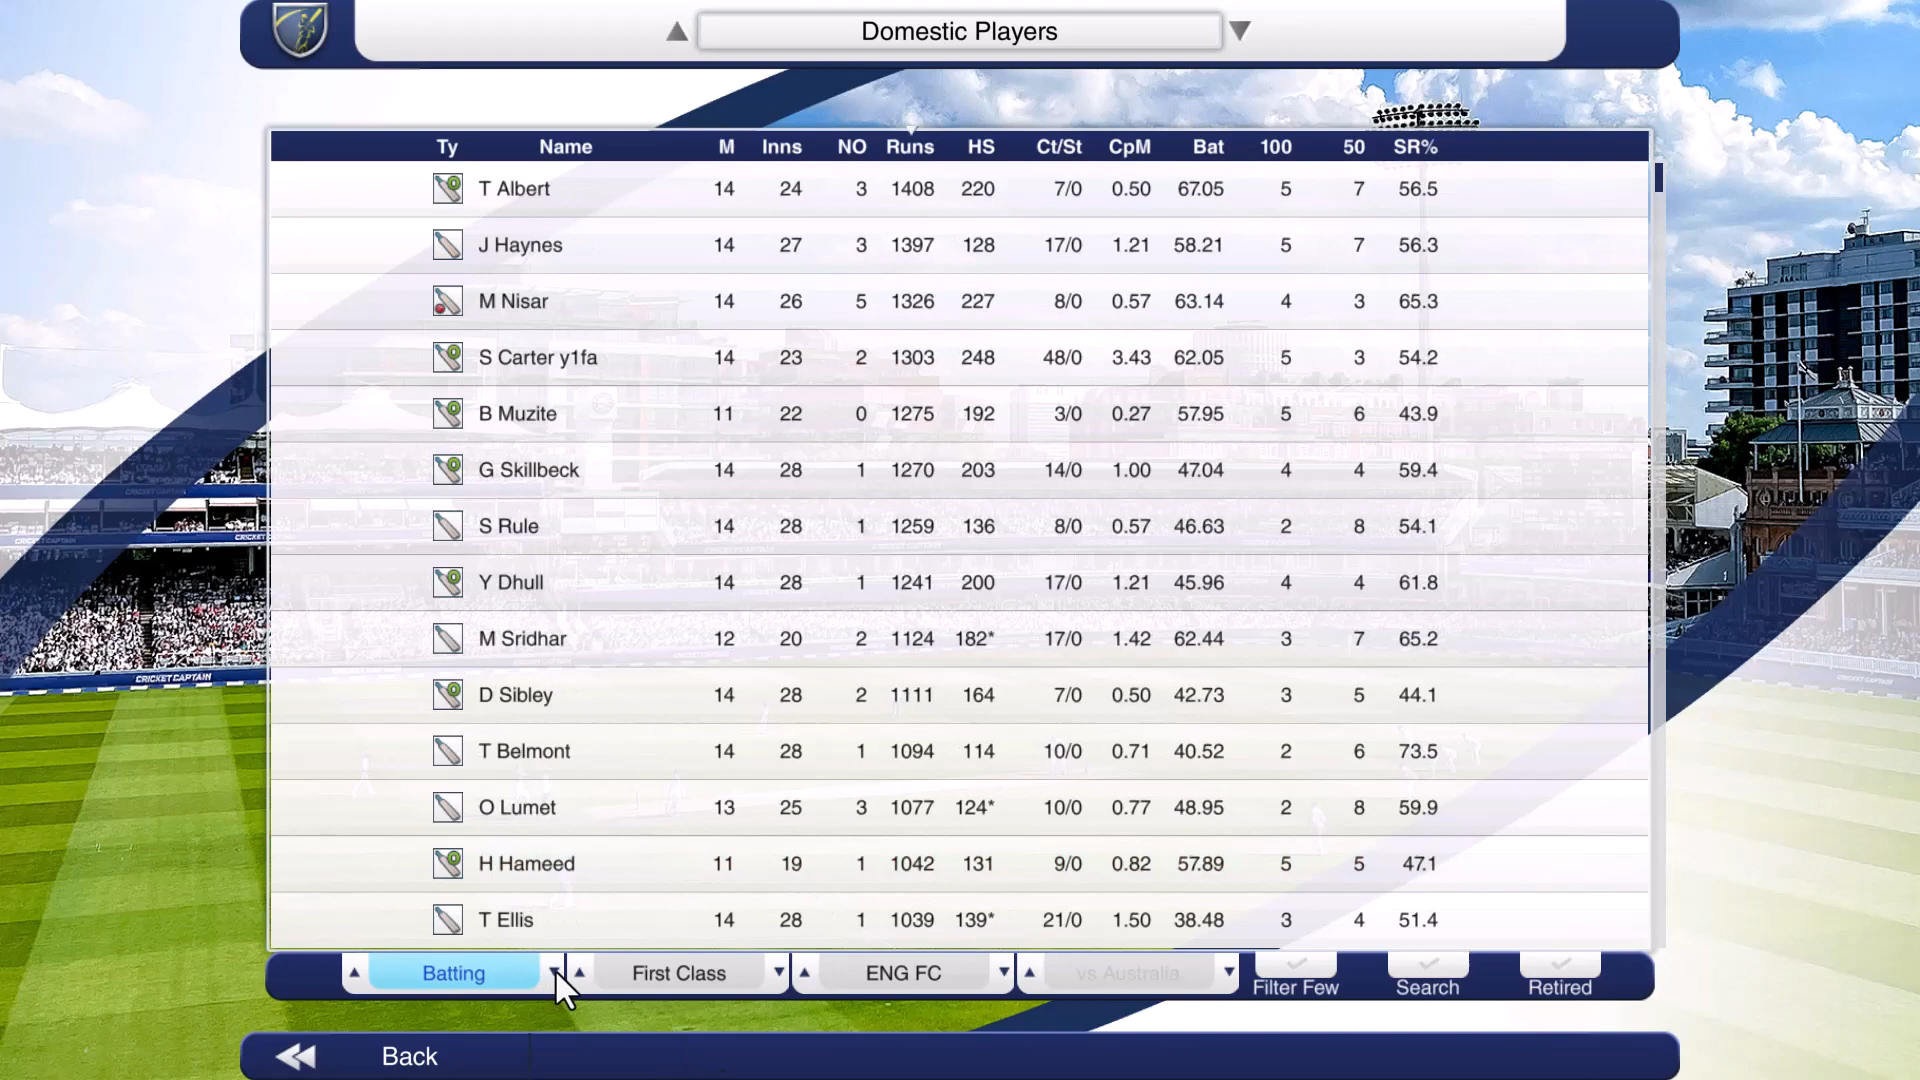 Domestic Players
Ty Name M Inns NO Runs HS Ct/St CpM Bat 100 50 SR%
T Albert 14 24 3 1408 220 7/0 0.50 67.05 5 7 56.5
J Haynes 14 27 3 1397 128 17/0 1.21 58.21 5 7 56.3
M Nisar 14 26 5 1326 227 8/0 0.57 63.14 4 3 65.3
S Carter y1fa 14 23 2 1303 248 48/0 3.43 62.05 5 3 54.2
B Muzite 11 22 0 1275 192 3/0 0.27 57.95 5 6 43.9
G Skillbeck 14 28 1 1270 203 14/0 1.00 47.04 4 4 59.4
S Rule 14 28 1 1259 136 8/0 0.57 46.63 2 8 54.1
Y Dhull 14 28 1 1241 200 17/0 1.21 45.96 4 4 61.8
M Sridhar 12 20 2 1124 182* 17/0 1.42 62.44 3 7 65.2
D Sibley 14 28 2 1111 164 7/0 0.50 42.73 3 5 44.1
T Belmont 14 28 1 1094 114 10/0 0.71 40.52 2 6 73.5
O Lumet 13 25 3 1077 124* 10/0 0.77 48.95 2 8 59.9
H Hameed 11 19 1 1042 131 9/0 0.82 57.89 5 5 47.1
T Ellis 14 28 1 1039 139* 21/0 1.50 38.48 3 4 51.4
CRICKET CAPTAIN
Batting First Class ENG FC vs Australia Filter Few Search Retired
Back